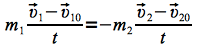 m₁ (v⃗₁ − v⃗₁₀)/t = −m₂ (v⃗₂ − v⃗₂₀)/t